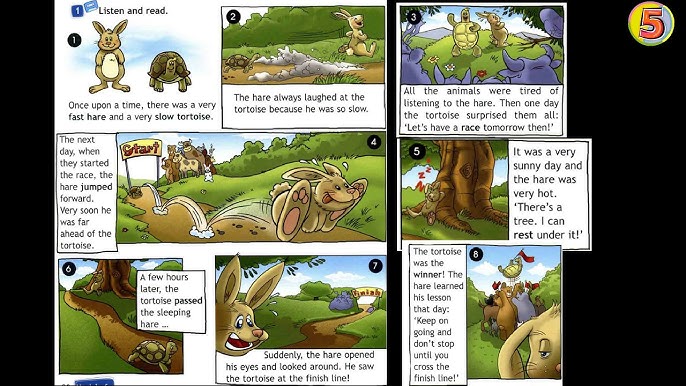 1 Listen and read.
5
1
Once upon a time, there was a very
fast hare and a very slow tortoise.
2
The hare always laughed at the
tortoise because he was so slow.
3
All the animals were tired of
listening to the hare. Then one day
the tortoise surprised them all:
‘Let’s have a race tomorrow then!’
The next
day, when
they started
the race, the
hare jumped
forward.
Very soon he
was far
ahead of the
tortoise.
4
Start
5
z z z
It was a very
sunny day and
the hare was
very hot.
‘There’s a
tree. I can
rest under it!’
6
A few hours
later, the
tortoise passed
the sleeping
hare ...
7
Finish
Suddenly, the hare opened
his eyes and looked around. He saw
the tortoise at the finish line!
The tortoise
was the
winner! The
hare learned
his lesson
that day:
‘Keep on
going and
don’t stop
until you
cross the
finish line!’
8